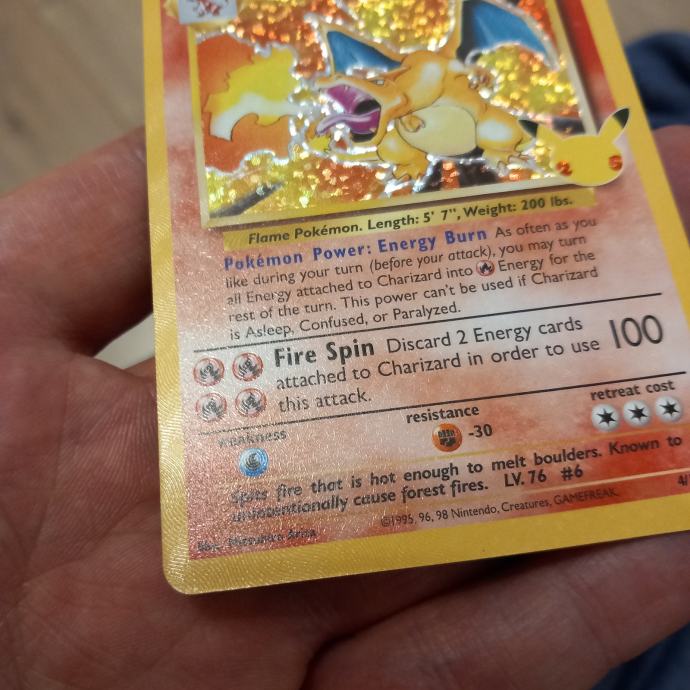 25
Flame Pokémon. Length: 5' 7", Weight: 200 lbs.
Pokémon Power: Energy Burn As often as you
like during your turn (before your attack), you may turn
all Energy attached to Charizard into Energy for the
rest of the turn. This power can't be used if Charizard
is Asleep, Confused, or Paralyzed.
Fire Spin Discard 2 Energy cards
attached to Charizard in order to use
this attack.
100
weakness
resistance
retreat cost
-30
Spits fire that is hot enough to melt boulders. Known to
unintentionally cause forest fires. LV. 76 #6
Illus. Mitsuhiro Arita
©1995, 96, 98 Nintendo, Creatures, GAMEFREAK.
4/